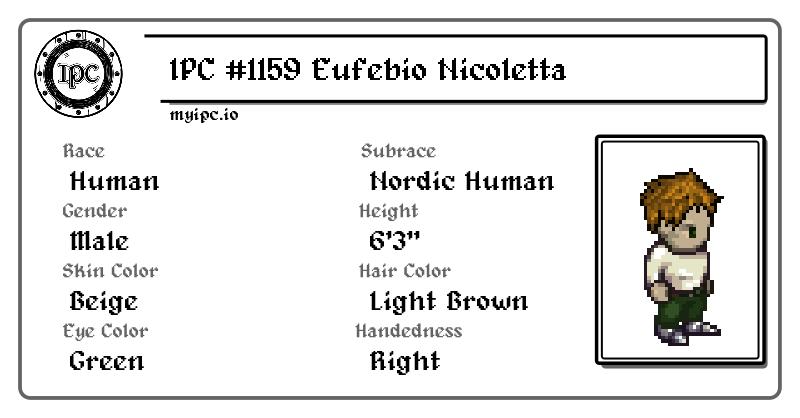 IPC
IPC #1159 Eufebio Nicoletta
myipc.io
Race
Human
Subrace
Nordic Human
Gender
Male
Height
6'3"
Skin Color
Beige
Hair Color
Light Brown
Eye Color
Green
Handedness
Right